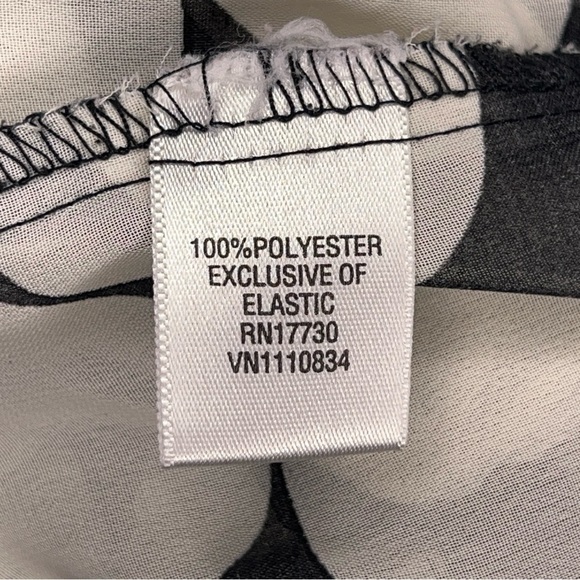 100%POLYESTER
EXCLUSIVE OF
ELASTIC
RN17730
VN1110834